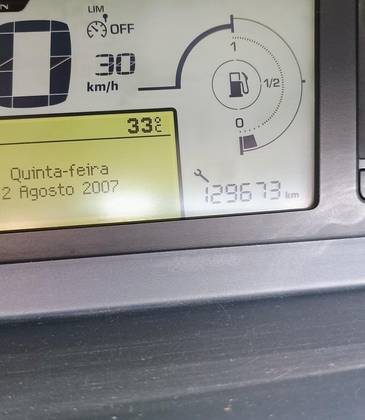 LIM
OFF
30
km/h
1
1/2
0
33°C
Quinta-feira
2 Agosto 2007
129673 km